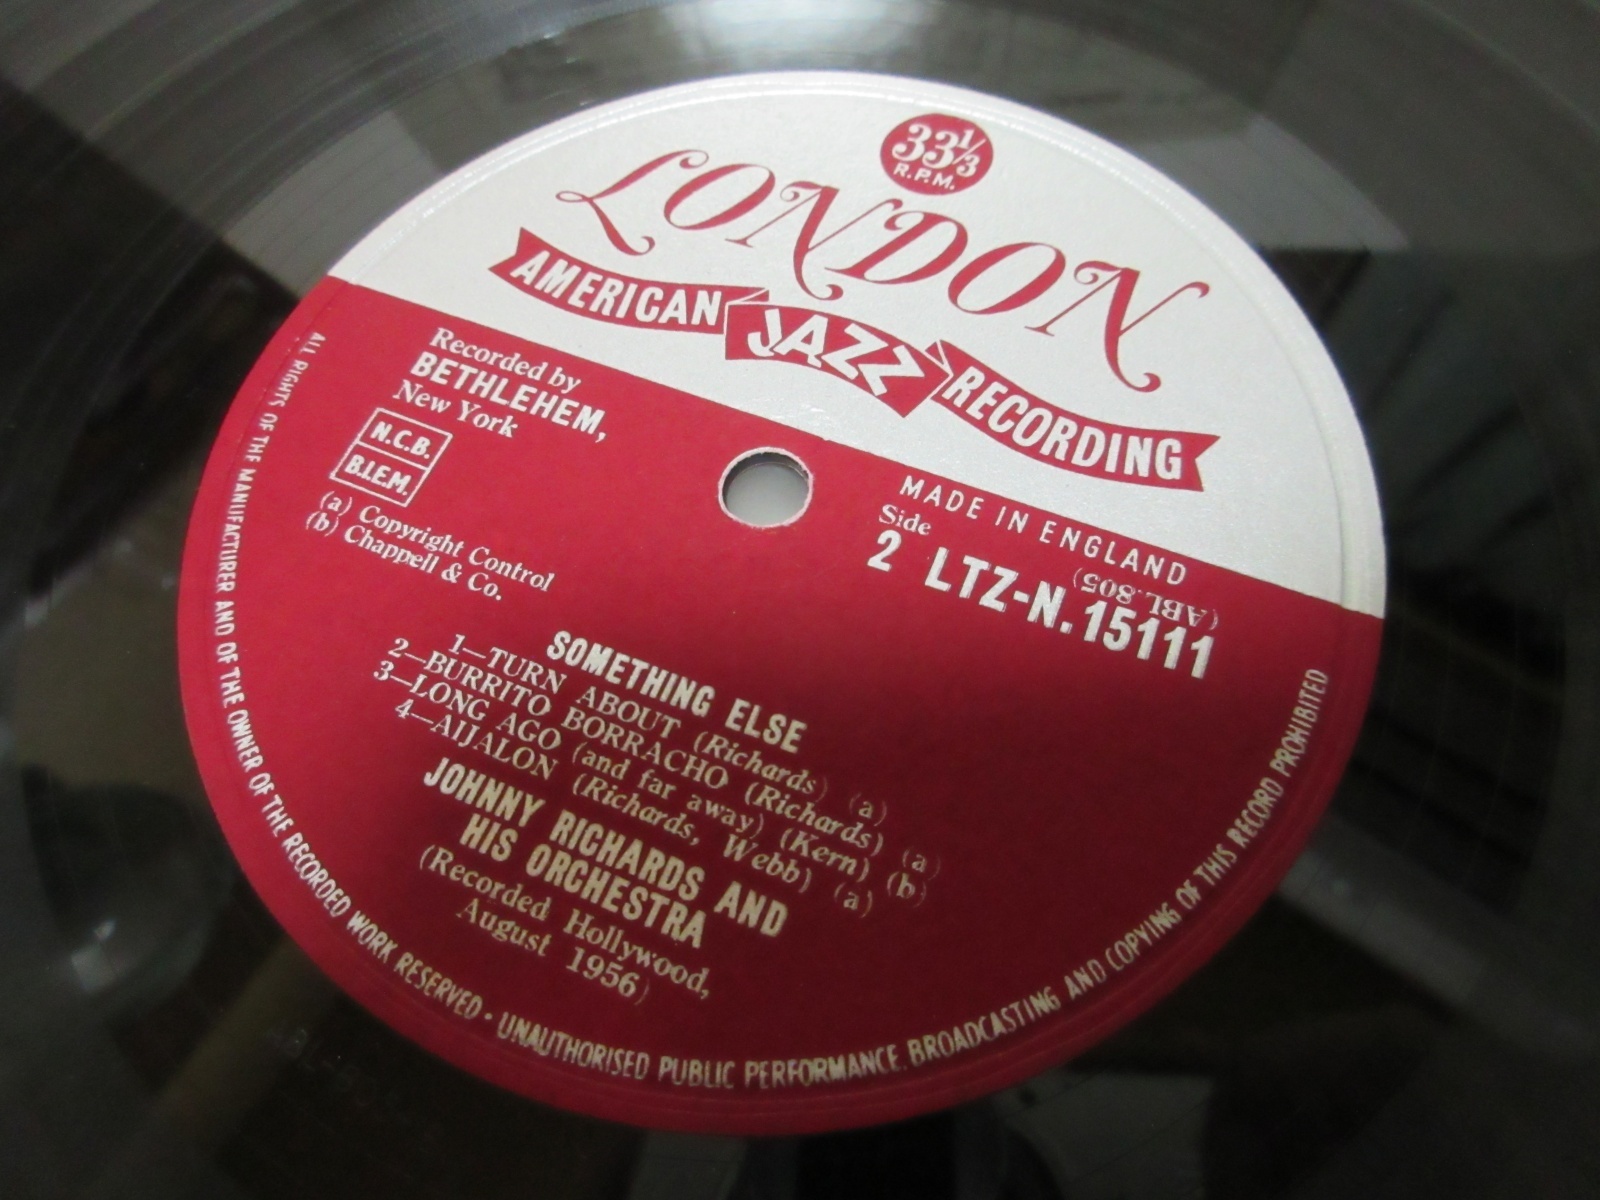 33 1/3
R.P.M.
LONDON
AMERICAN JAZZ RECORDING
MADE IN ENGLAND
Recorded by
BETHLEHEM,
New York
N.C.B.
B.I.E.M.
(a) Copyright Control
(b) Chappell & Co.
Side
2 LTZ-N.15111
(ABL.805)
SOMETHING ELSE
1—TURN ABOUT (Richards) (a)
2—BURRITO BORRACHO (Richards) (a)
3—LONG AGO (and far away) (Kern) (b)
4—AIJALON (Richards, Webb) (a)
JOHNNY RICHARDS AND
HIS ORCHESTRA
(Recorded Hollywood,
August 1956)
ALL RIGHTS OF THE MANUFACTURER AND OF THE OWNER OF THE RECORDED WORK RESERVED • UNAUTHORISED PUBLIC PERFORMANCE, BROADCASTING AND COPYING OF THIS RECORD PROHIBITED